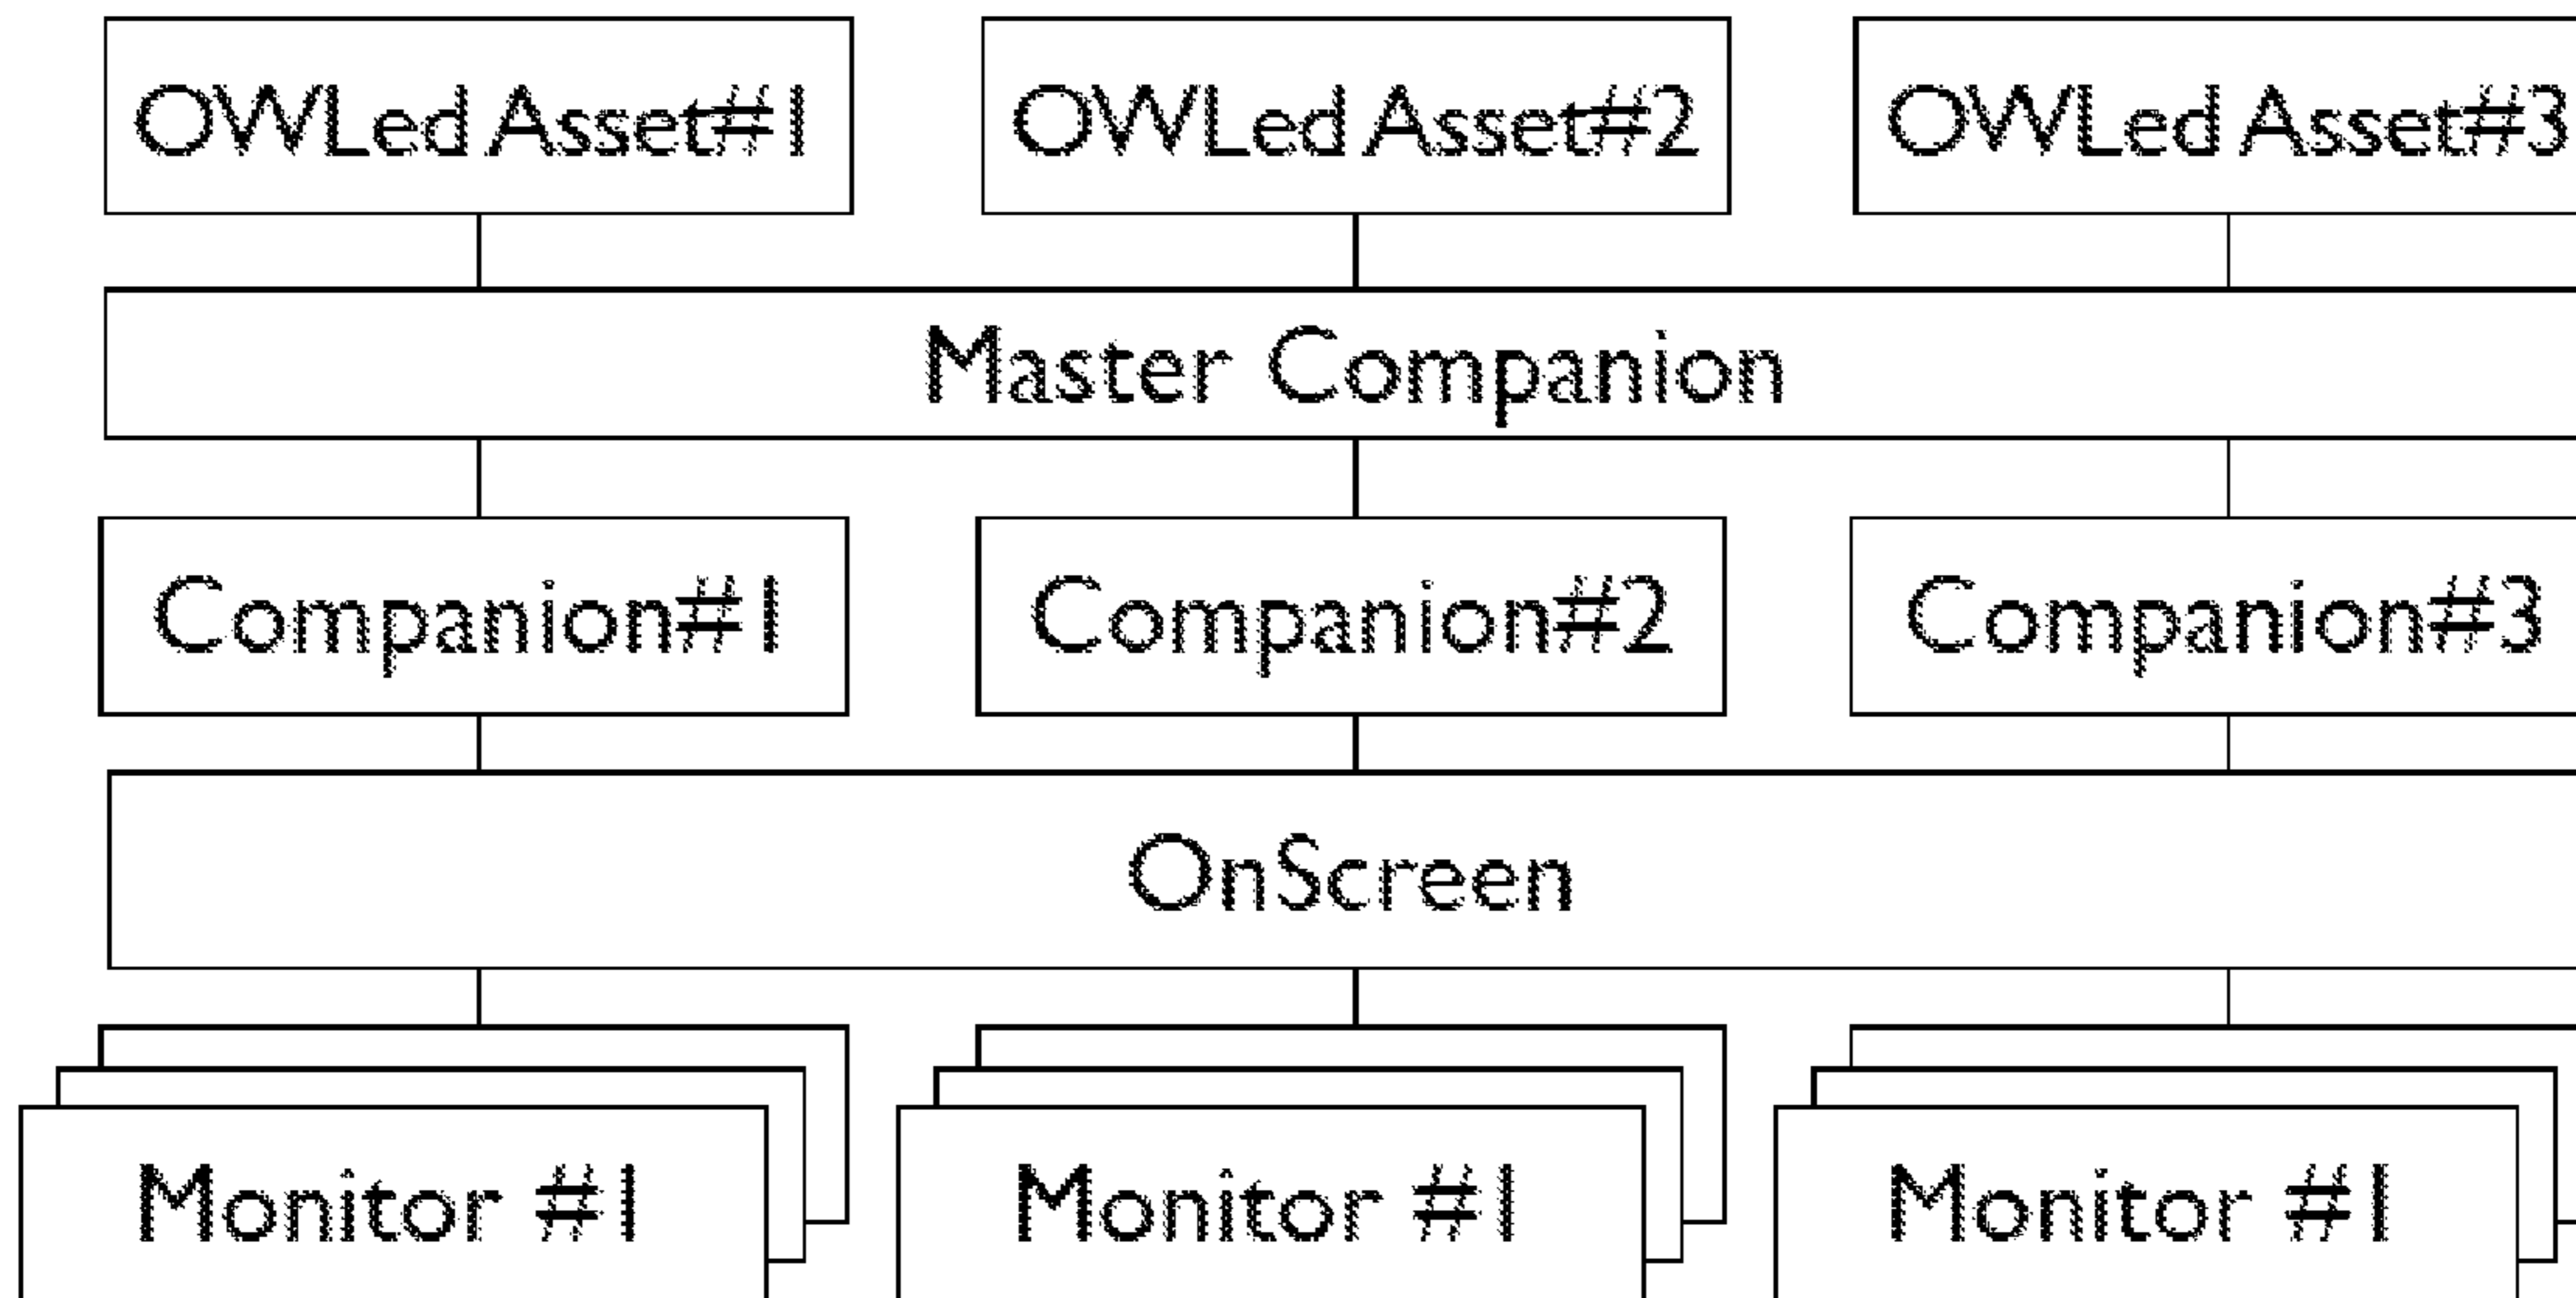 OWLed Asset#1
OWLed Asset#2
OWLed Asset#3
Master Companion
Companion#1
Companion#2
Companion#3
OnScreen
Monitor #1
Monitor #1
Monitor #1